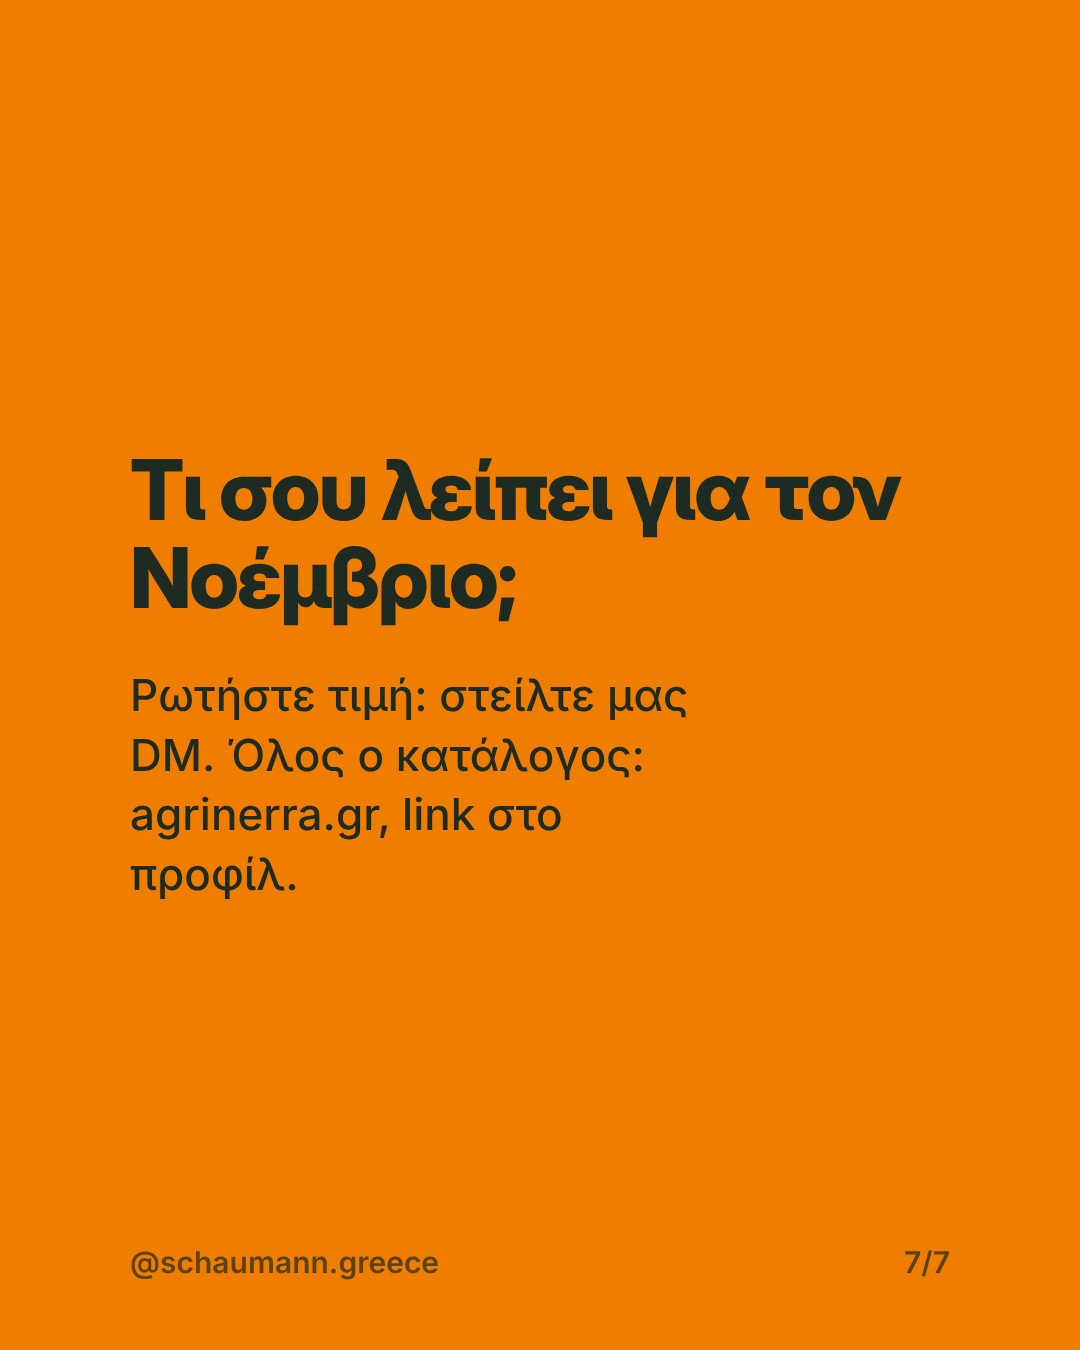 Τι σου λείπει για τον
Νοέμβριο;
Ρωτήστε τιμή: στείλτε μας
DM. Όλος ο κατάλογος:
agrinerra.gr, link στο
προφίλ.
@schaumann.greece
7/7